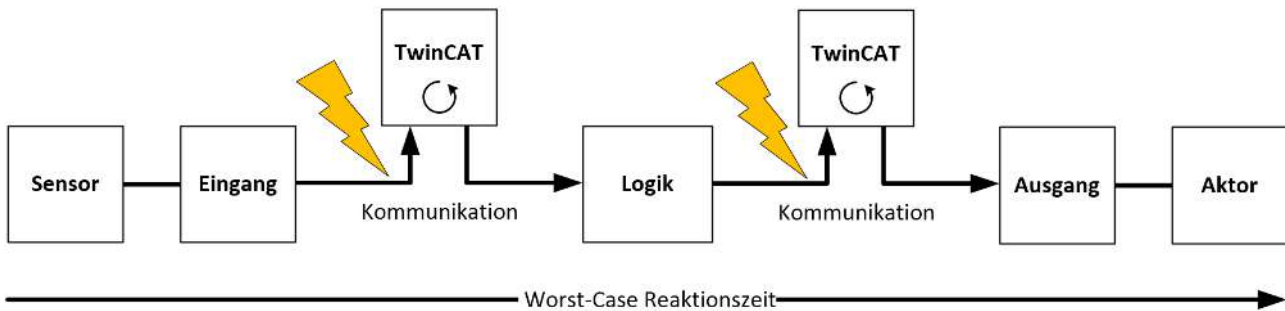 TwinCAT
TwinCAT
Sensor
Eingang
Logik
Ausgang
Aktor
Kommunikation
Kommunikation
Worst-Case Reaktionszeit